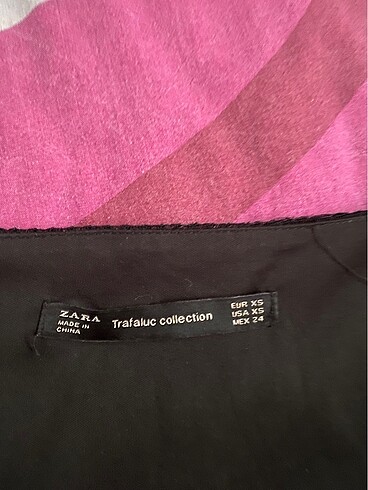 ZARA
MADE IN
CHINA
Trafaluc collection
EUR XS
USA XS
MEX 24